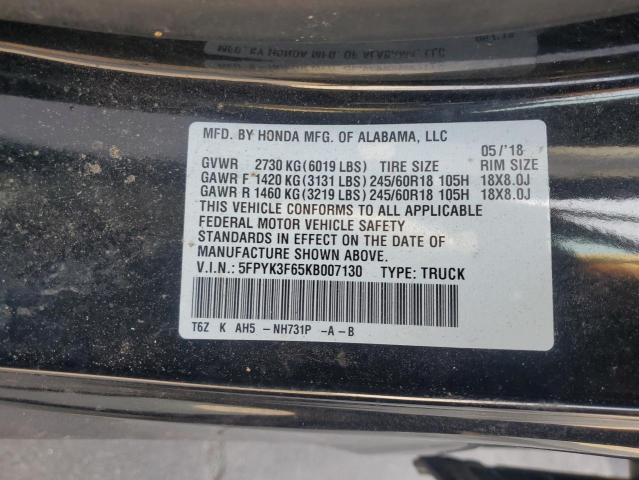 MFD. BY HONDA MFG. OF ALABAMA, LLC 05/'18
GVWR 2730 KG(6019 LBS) TIRE SIZE RIM SIZE
GAWR F 1420 KG(3131 LBS) 245/60R18 105H 18X8.0J
GAWR R 1460 KG(3219 LBS) 245/60R18 105H 18X8.0J
THIS VEHICLE CONFORMS TO ALL APPLICABLE
FEDERAL MOTOR VEHICLE SAFETY
STANDARDS IN EFFECT ON THE DATE OF
MANUFACTURE SHOWN ABOVE.
V.I.N.: 5FPYK3F65KB007130 TYPE: TRUCK
T6Z K AH5 -NH731P -A-B